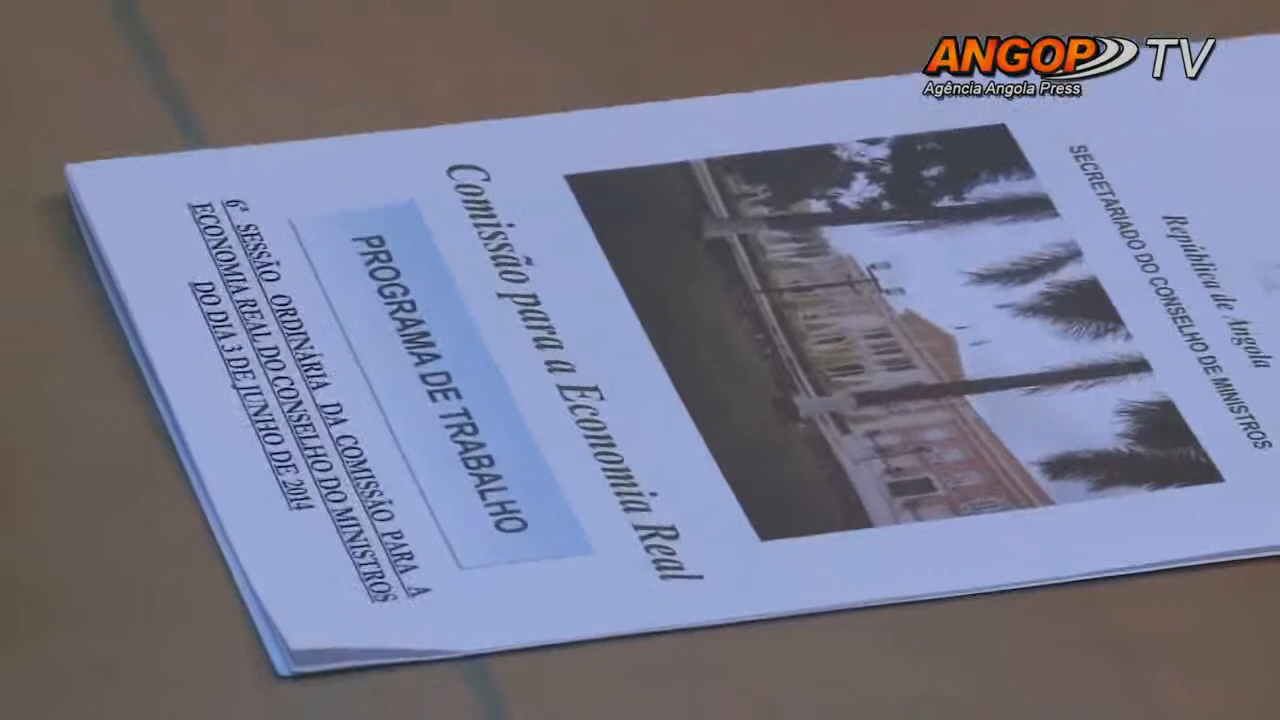 ANGOP TV
Agência Angola Press
República de Angola
SECRETARIADO DO CONSELHO DE MINISTROS
Comissão para a Economia Real
PROGRAMA DE TRABALHO
6ª SESSÃO ORDINÁRIA DA COMISSÃO PARA A
ECONOMIA REAL DO CONSELHO DO MINISTROS
DO DIA 3 DE JUNHO DE 2014